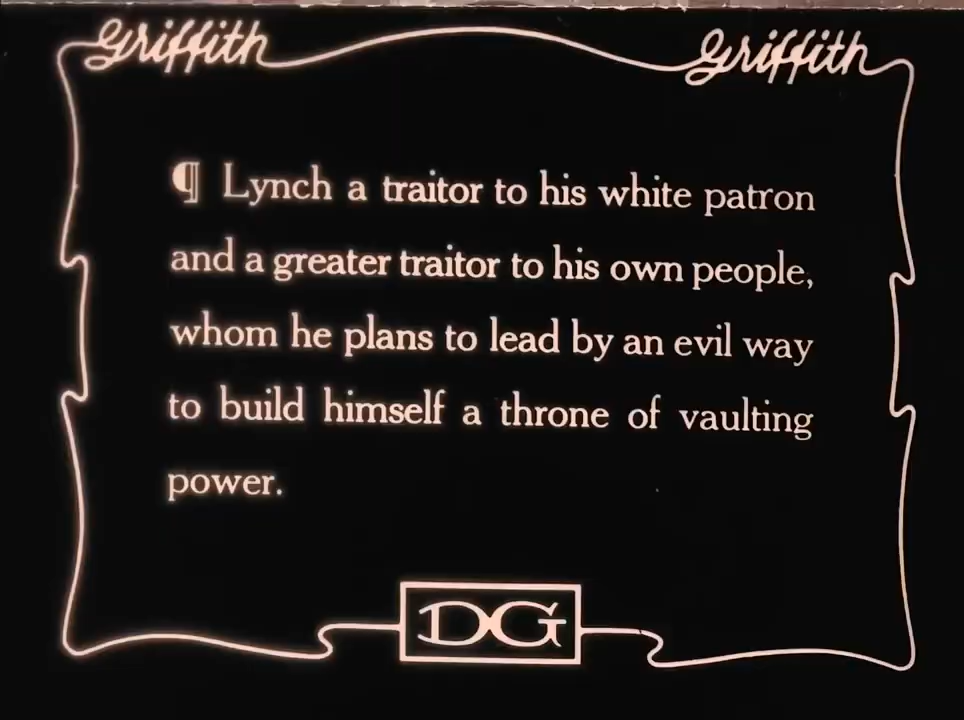 Griffith Griffith
¶ Lynch a traitor to his white patron
and a greater traitor to his own people,
whom he plans to lead by an evil way
to build himself a throne of vaulting
power.
DG